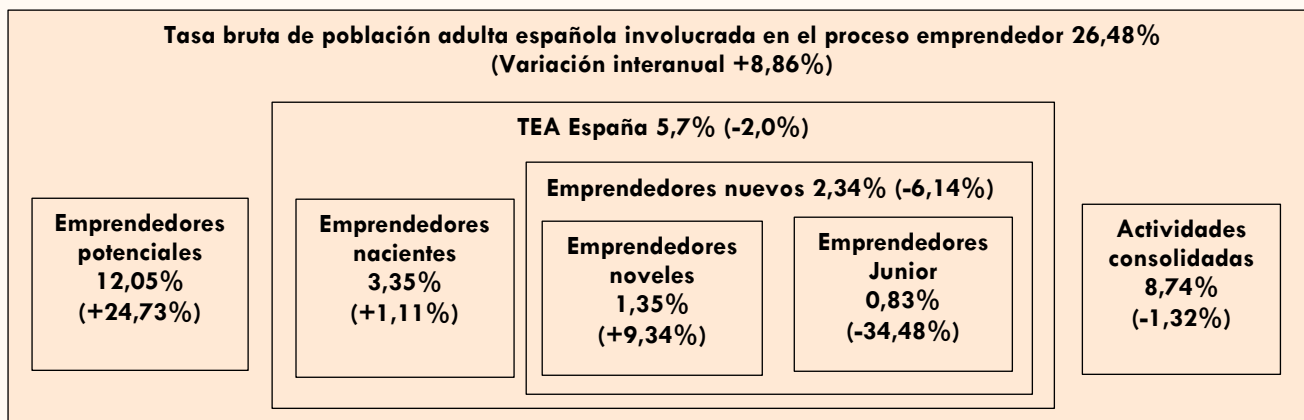 Tasa bruta de población adulta española involucrada en el proceso emprendedor 26,48%
(Variación interanual +8,86%)
TEA España 5,7% (-2,0%)
Emprendedores nuevos 2,34% (-6,14%)
Emprendedores
potenciales
12,05%
(+24,73%)
Emprendedores
nacientes
3,35%
(+1,11%)
Emprendedores
noveles
1,35%
(+9,34%)
Emprendedores
Junior
0,83%
(-34,48%)
Actividades
consolidadas
8,74%
(-1,32%)